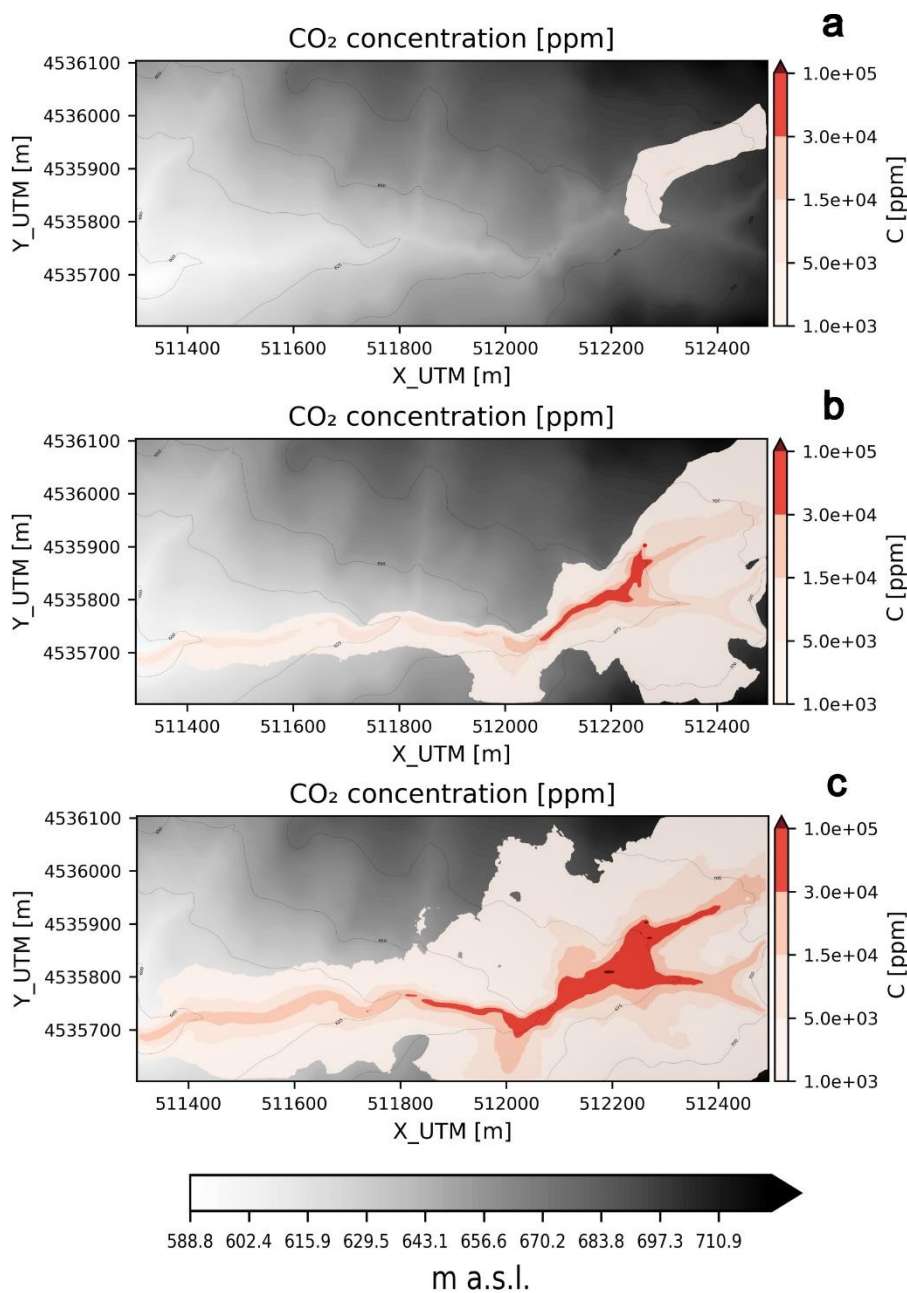 a
CO₂ concentration [ppm]
4536100
4536000
4535900
4535800
4535700
Y_UTM [m]
511400 511600 511800 512000 512200 512400
X_UTM [m]
1.0e+05
3.0e+04
1.5e+04
5.0e+03
1.0e+03
C [ppm]
b
CO₂ concentration [ppm]
4536100
4536000
4535900
4535800
4535700
Y_UTM [m]
511400 511600 511800 512000 512200 512400
X_UTM [m]
1.0e+05
3.0e+04
1.5e+04
5.0e+03
1.0e+03
C [ppm]
c
CO₂ concentration [ppm]
4536100
4536000
4535900
4535800
4535700
Y_UTM [m]
511400 511600 511800 512000 512200 512400
X_UTM [m]
1.0e+05
3.0e+04
1.5e+04
5.0e+03
1.0e+03
C [ppm]
588.8 602.4 615.9 629.5 643.1 656.6 670.2 683.8 697.3 710.9
m a.s.l.